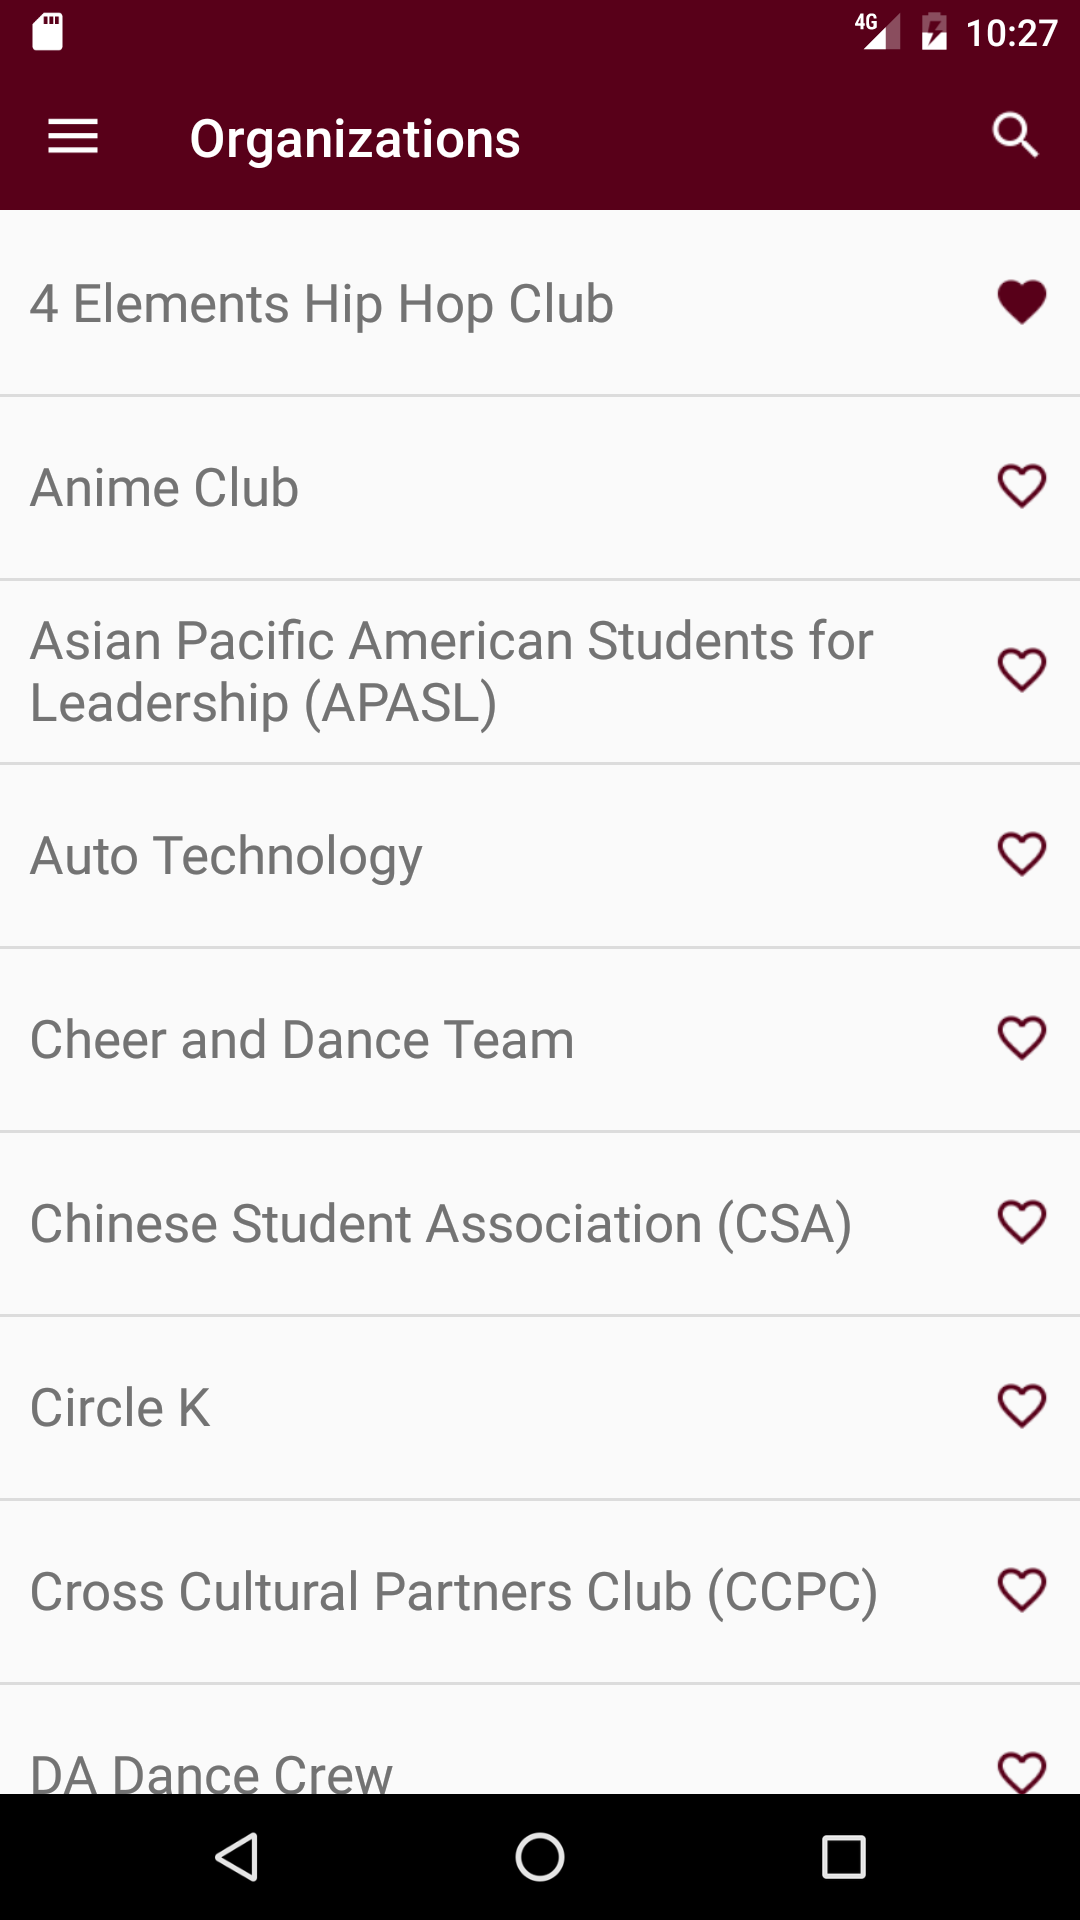 4G 10:27
Organizations
4 Elements Hip Hop Club
Anime Club
Asian Pacific American Students for
Leadership (APASL)
Auto Technology
Cheer and Dance Team
Chinese Student Association (CSA)
Circle K
Cross Cultural Partners Club (CCPC)
DA Dance Crew